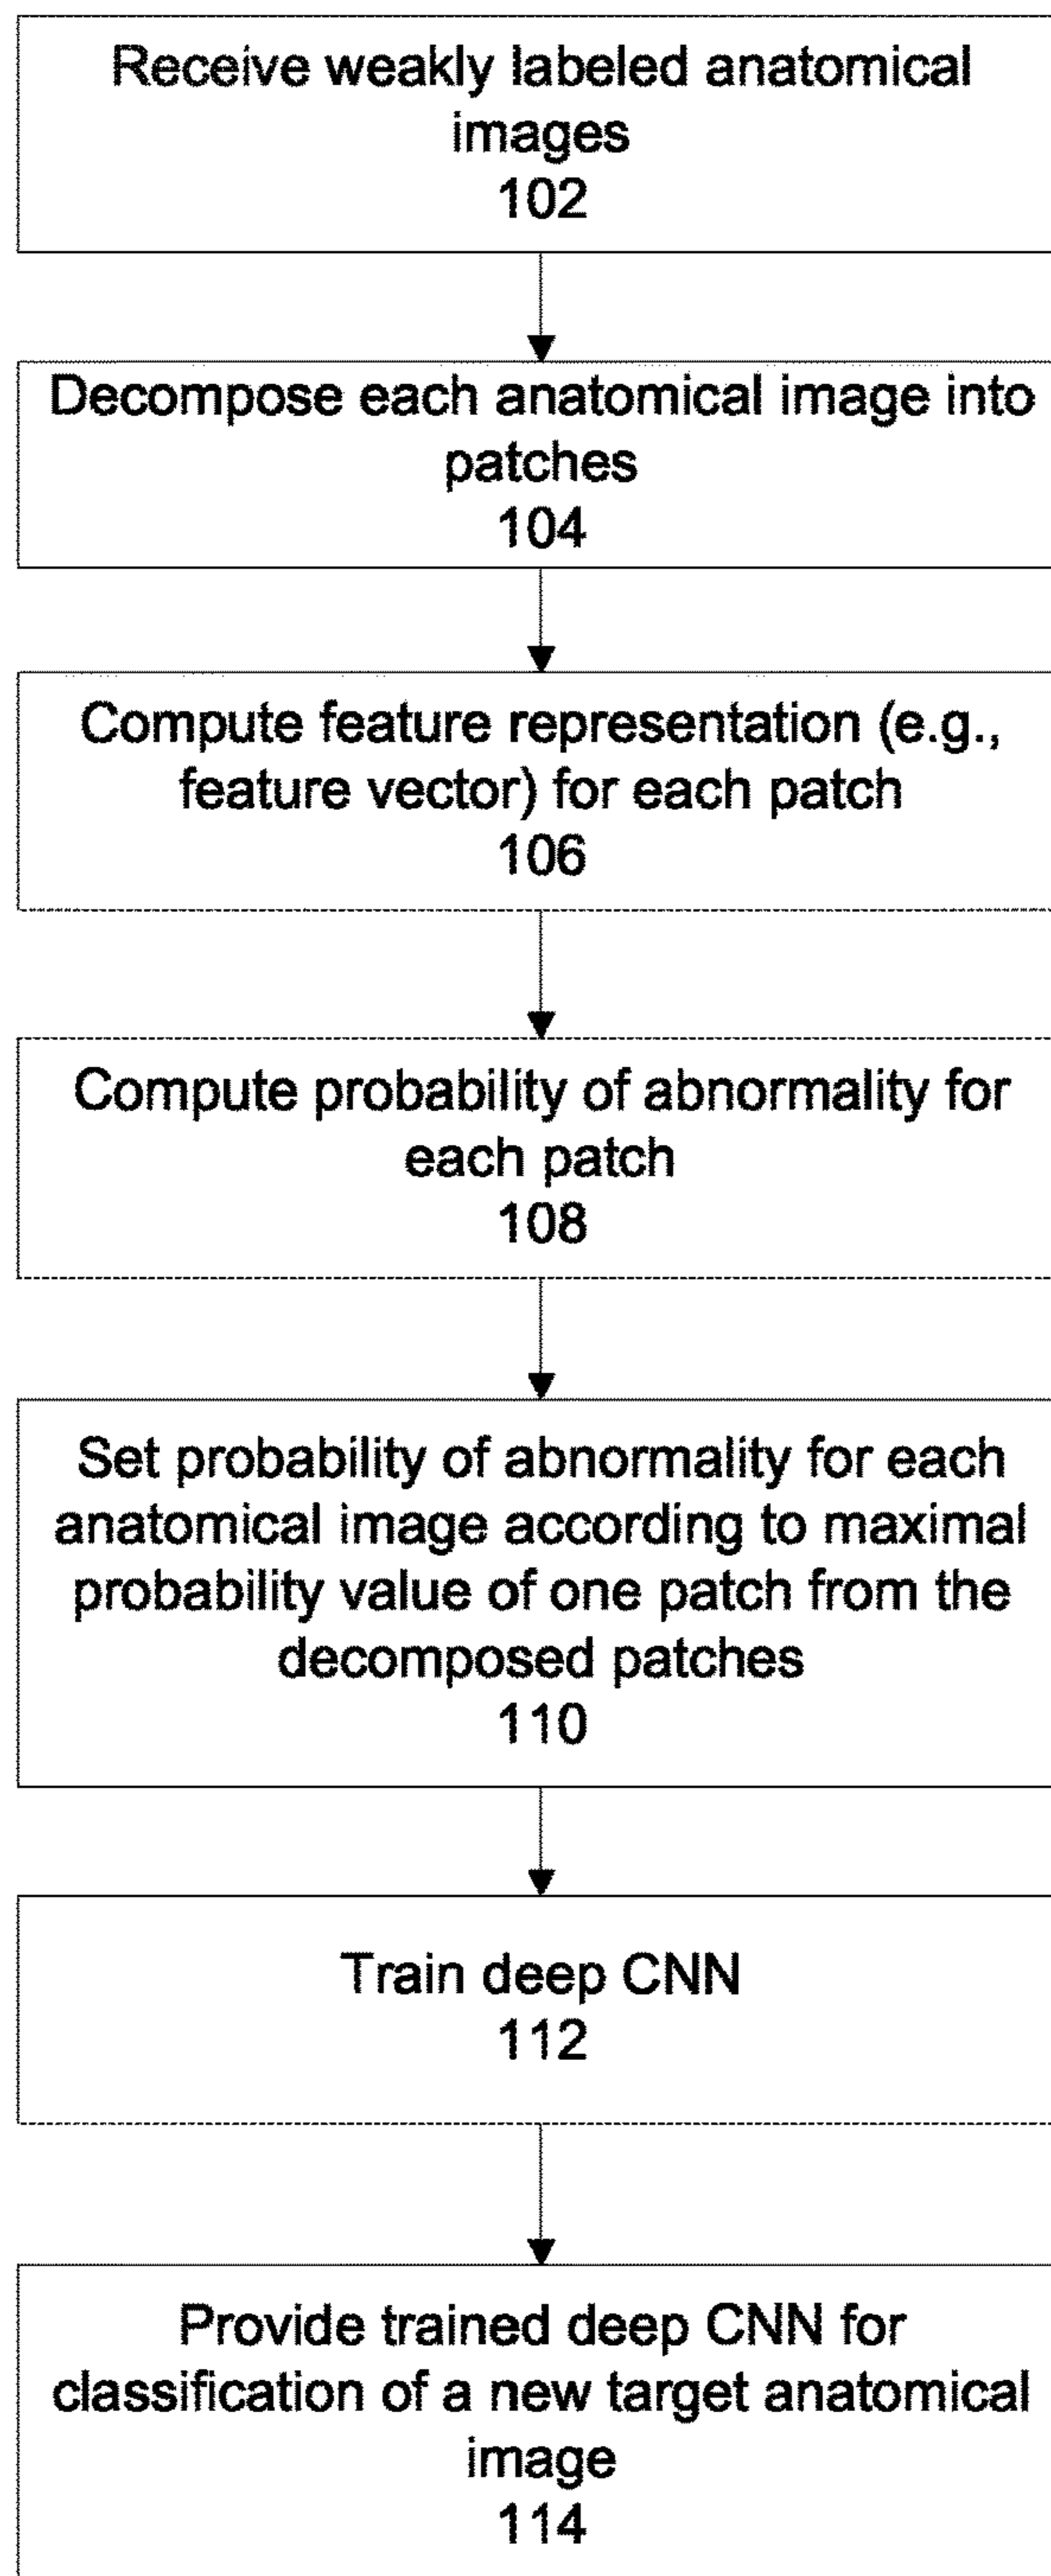 Receive weakly labeled anatomical
images
102
Decompose each anatomical image into
patches
104
Compute feature representation (e.g.,
feature vector) for each patch
106
Compute probability of abnormality for
each patch
108
Set probability of abnormality for each
anatomical image according to maximal
probability value of one patch from the
decomposed patches
110
Train deep CNN
112
Provide trained deep CNN for
classification of a new target anatomical
image
114